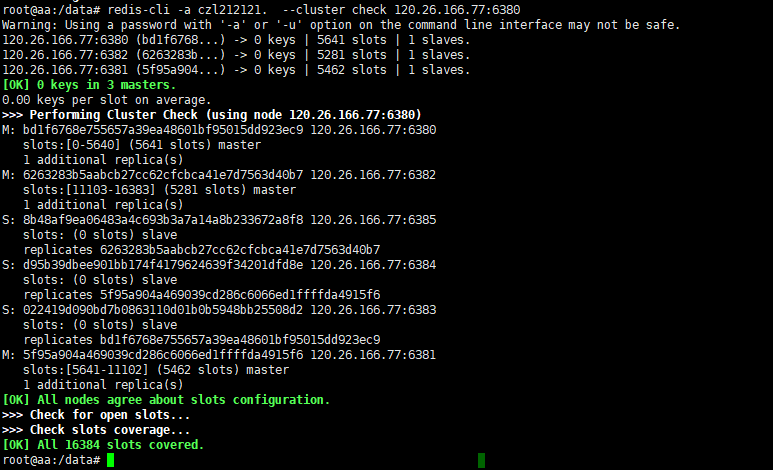 root@aa:/data# redis-cli -a czl212121.  --cluster check 120.26.166.77:6380
Warning: Using a password with '-a' or '-u' option on the command line interface may not be safe.
120.26.166.77:6380 (bd1f6768...) -> 0 keys | 5641 slots | 1 slaves.
120.26.166.77:6382 (6263283b...) -> 0 keys | 5281 slots | 1 slaves.
120.26.166.77:6381 (5f95a904...) -> 0 keys | 5462 slots | 1 slaves.
[OK] 0 keys in 3 masters.
0.00 keys per slot on average.
>>> Performing Cluster Check (using node 120.26.166.77:6380)
M: bd1f6768e755657a39ea48601bf95015dd923ec9 120.26.166.77:6380
   slots:[0-5640] (5641 slots) master
   1 additional replica(s)
M: 6263283b5aabcb27cc62cfcbca41e7d7563d40b7 120.26.166.77:6382
   slots:[11103-16383] (5281 slots) master
   1 additional replica(s)
S: 8b48af9ea06483a4c693b3a7a14a8b233672a8f8 120.26.166.77:6385
   slots: (0 slots) slave
   replicates 6263283b5aabcb27cc62cfcbca41e7d7563d40b7
S: d95b39dbee901bb174f4179624639f34201dfd8e 120.26.166.77:6384
   slots: (0 slots) slave
   replicates 5f95a904a469039cd286c6066ed1ffffda4915f6
S: 022419d090bd7b0863110d01b0b5948bb25508d2 120.26.166.77:6383
   slots: (0 slots) slave
   replicates bd1f6768e755657a39ea48601bf95015dd923ec9
M: 5f95a904a469039cd286c6066ed1ffffda4915f6 120.26.166.77:6381
   slots:[5641-11102] (5462 slots) master
   1 additional replica(s)
[OK] All nodes agree about slots configuration.
>>> Check for open slots...
>>> Check slots coverage...
[OK] All 16384 slots covered.
root@aa:/data#